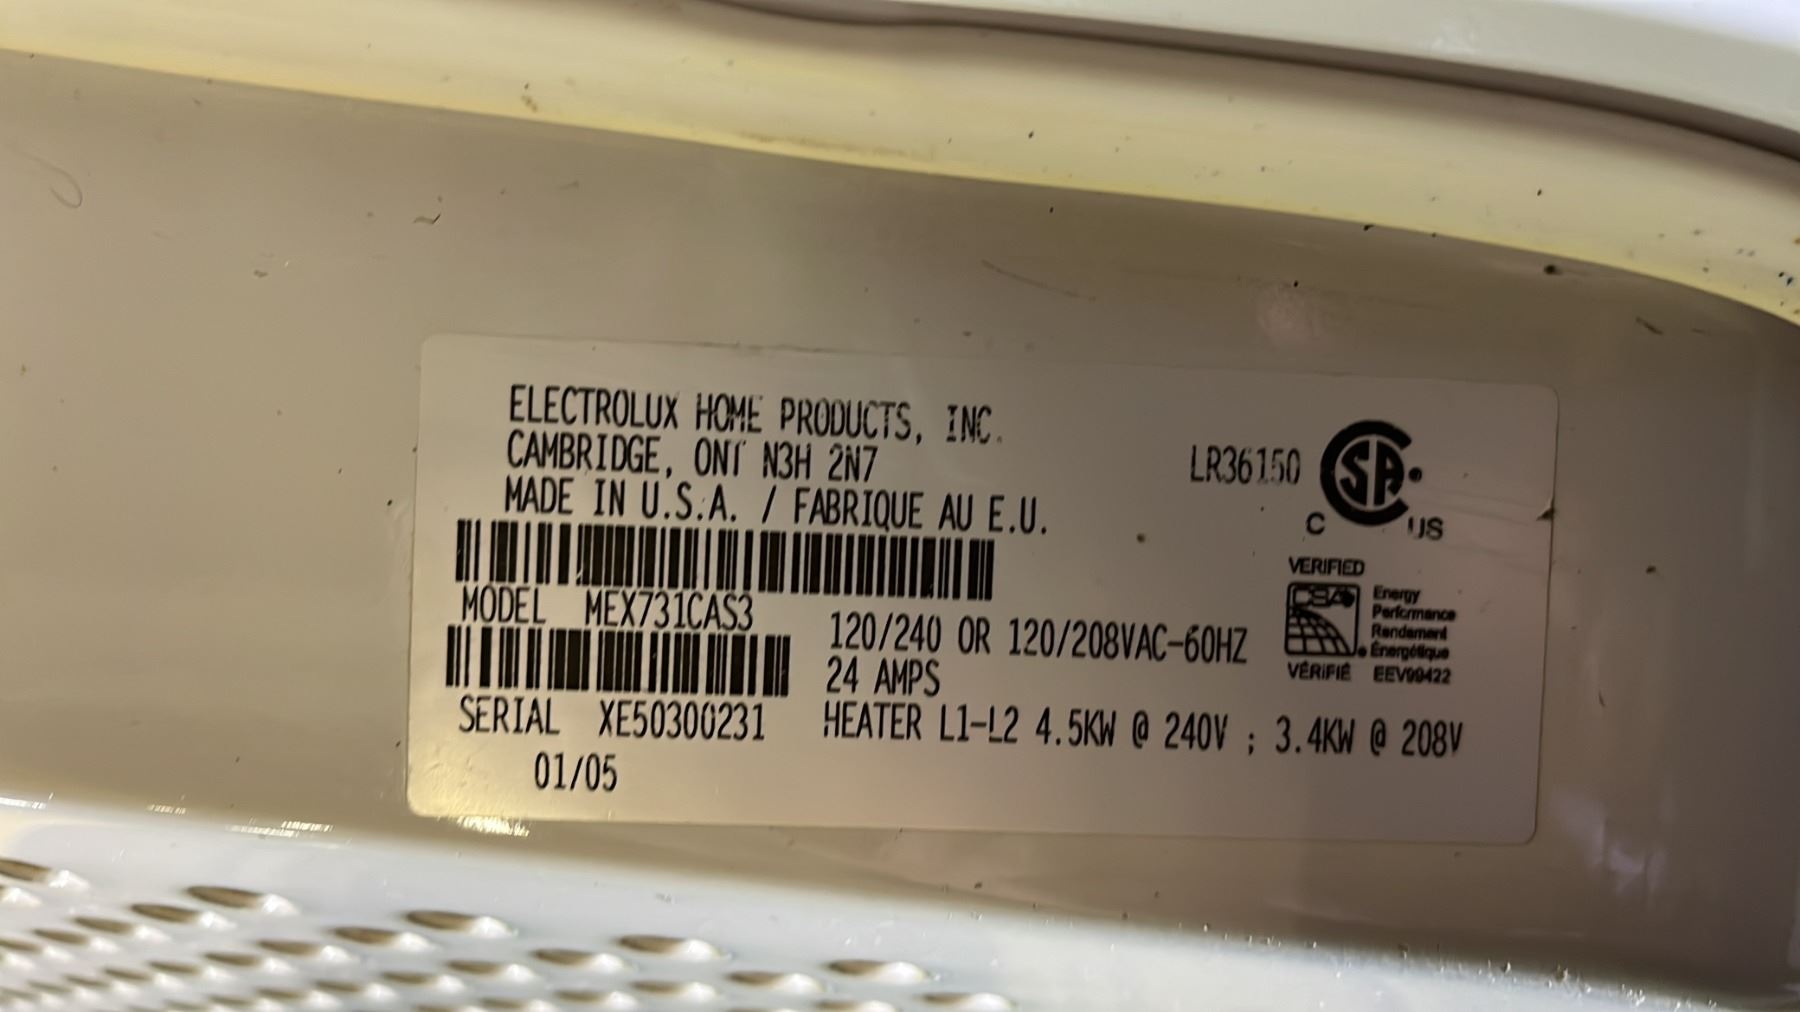 ELECTROLUX HOME PRODUCTS, INC.
CAMBRIDGE, ONT N3H 2N7
MADE IN U.S.A. / FABRIQUE AU E.U.
LR36150
C US
VERIFIED
CSA
Energy
Performance
Rendement
Énergétique
VÉRIFIÉ EEV99422
MODEL MEX731CAS3
120/240 OR 120/208VAC-60HZ
24 AMPS
SERIAL XE50300231
HEATER L1-L2 4.5KW @ 240V ; 3.4KW @ 208V
01/05